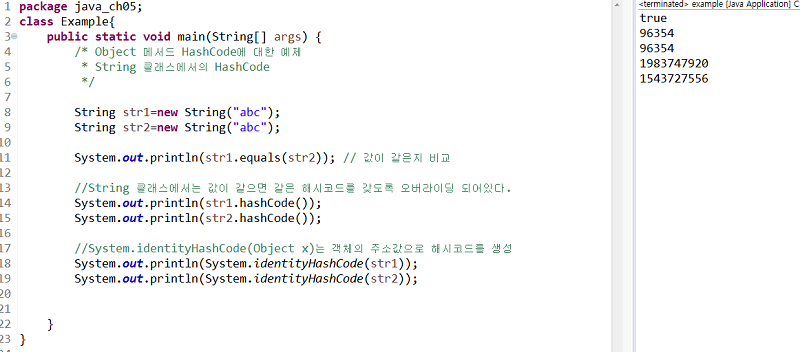 1 package java_ch05;
2 class Example{
3 public static void main(String[] args) {
4 /* Object 메서드 HashCode에 대한 예제
5 * String 클래스에서의 HashCode
6 */
7
8 String str1=new String("abc");
9 String str2=new String("abc");
10
11 System.out.println(str1.equals(str2)); // 값이 같은지 비교
12
13 //String 클래스에서는 값이 같으면 같은 해시코드를 갖도록 오버라이딩 되어있다.
14 System.out.println(str1.hashCode());
15 System.out.println(str2.hashCode());
16
17 //System.identityHashCode(Object x)는 객체의 주소값으로 해시코드를 생성
18 System.out.println(System.identityHashCode(str1));
19 System.out.println(System.identityHashCode(str2));
20
21
22 }
23 }
<terminated> example [Java Application] C
true
96354
96354
1983747920
1543727556